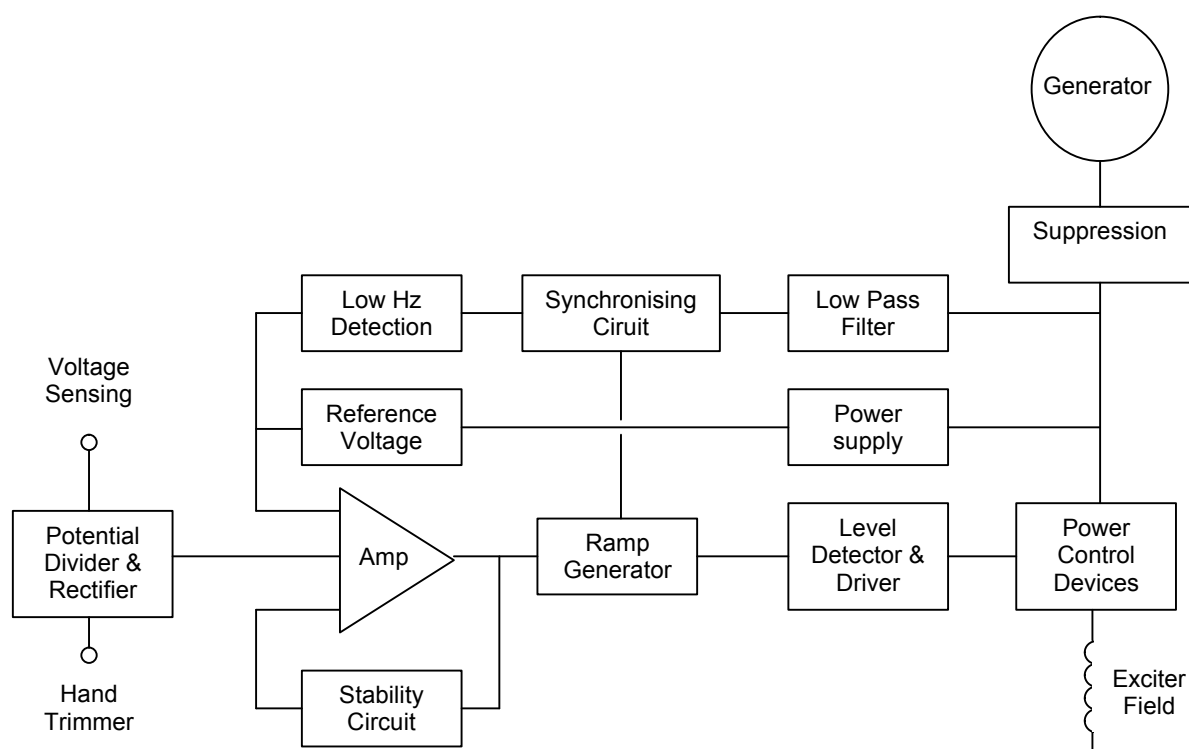 Generator
Suppression
Low Hz
Detection
Synchronising
Ciruit
Low Pass
Filter
Voltage
Sensing
Reference
Voltage
Power
supply
Potential
Divider &
Rectifier
Amp
Ramp
Generator
Level
Detector &
Driver
Power
Control
Devices
Hand
Trimmer
Stability
Circuit
Exciter
Field